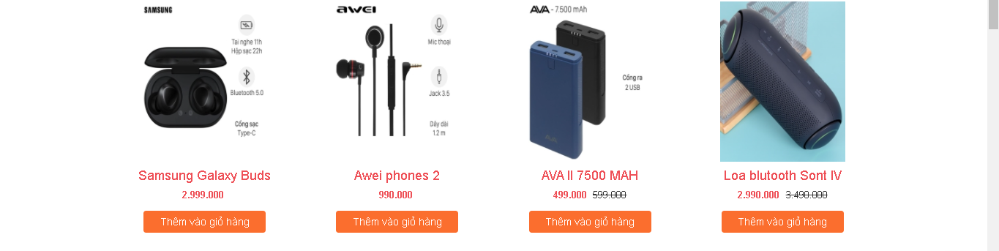 SAMSUNG
Tai nghe 11h
Hộp sạc 22h
Bluetooth 5.0
Cổng sạc
Type-C
Samsung Galaxy Buds
2.999.000
Thêm vào giỏ hàng
AWEI
Mic thoại
Jack 3.5
Dây dài
1.2 m
Awei phones 2
990.000
Thêm vào giỏ hàng
AVA - 7.500 mAh
Cổng ra
2 USB
AVA
AVA II 7500 MAH
499.000 599.000
Thêm vào giỏ hàng
Loa blutooth Sont IV
2.990.000 3.490.000
Thêm vào giỏ hàng